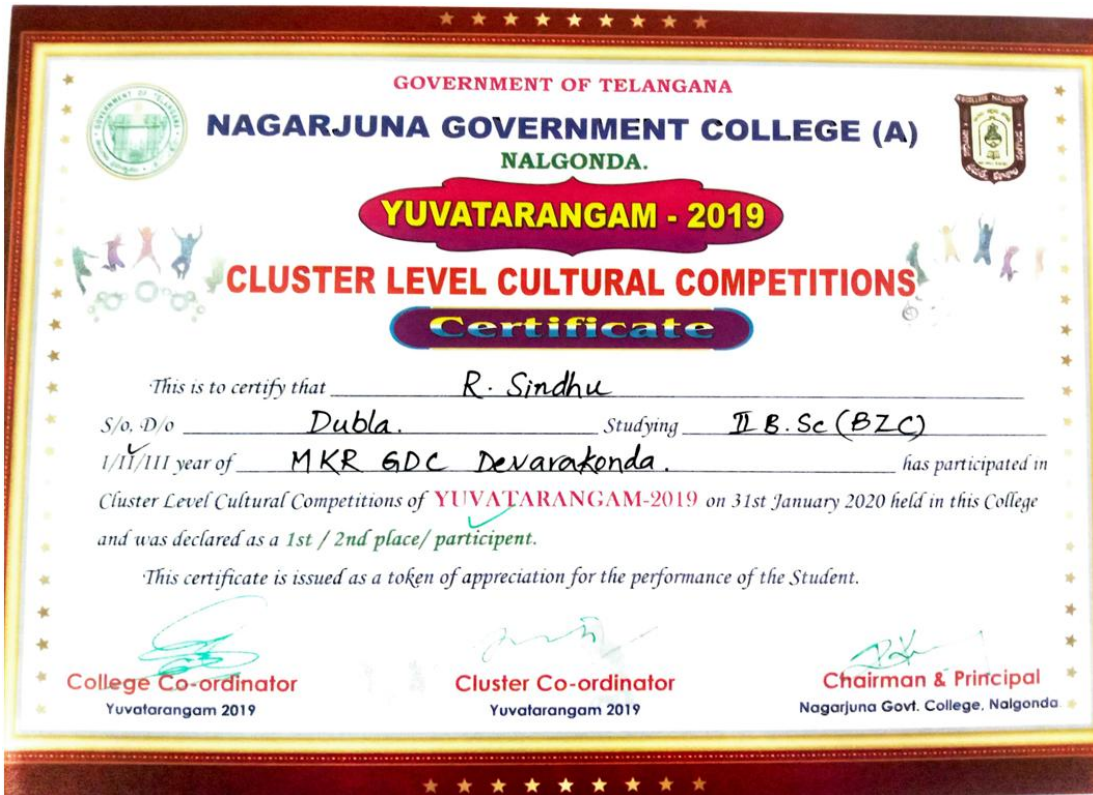 GOVERNMENT OF TELANGANA
NAGARJUNA GOVERNMENT COLLEGE (A)
NALGONDA.
YUVATARANGAM - 2019
CLUSTER LEVEL CULTURAL COMPETITIONS
Certificate
This is to certify that R. Sindhu
S/o. D/o Dubla. Studying II B.Sc (BZC)
I/II/III year of MKR GDC Devarakonda. has participated in
Cluster Level Cultural Competitions of YUVATARANGAM-2019 on 31st January 2020 held in this College
and was declared as a 1st / 2nd place/ participent.
This certificate is issued as a token of appreciation for the performance of the Student.
College Co-ordinator Cluster Co-ordinator Chairman & Principal
Yuvatarangam 2019 Yuvatarangam 2019 Nagarjuna Govt. College, Nalgonda.